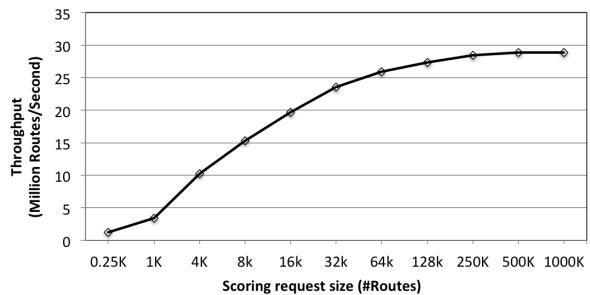 35
30
25
20
15
10
5
0
Throughput
(Million Routes/Second)
0.25K 1K 4K 8k 16k 32k 64k 128k 250K 500K 1000K
Scoring request size (#Routes)